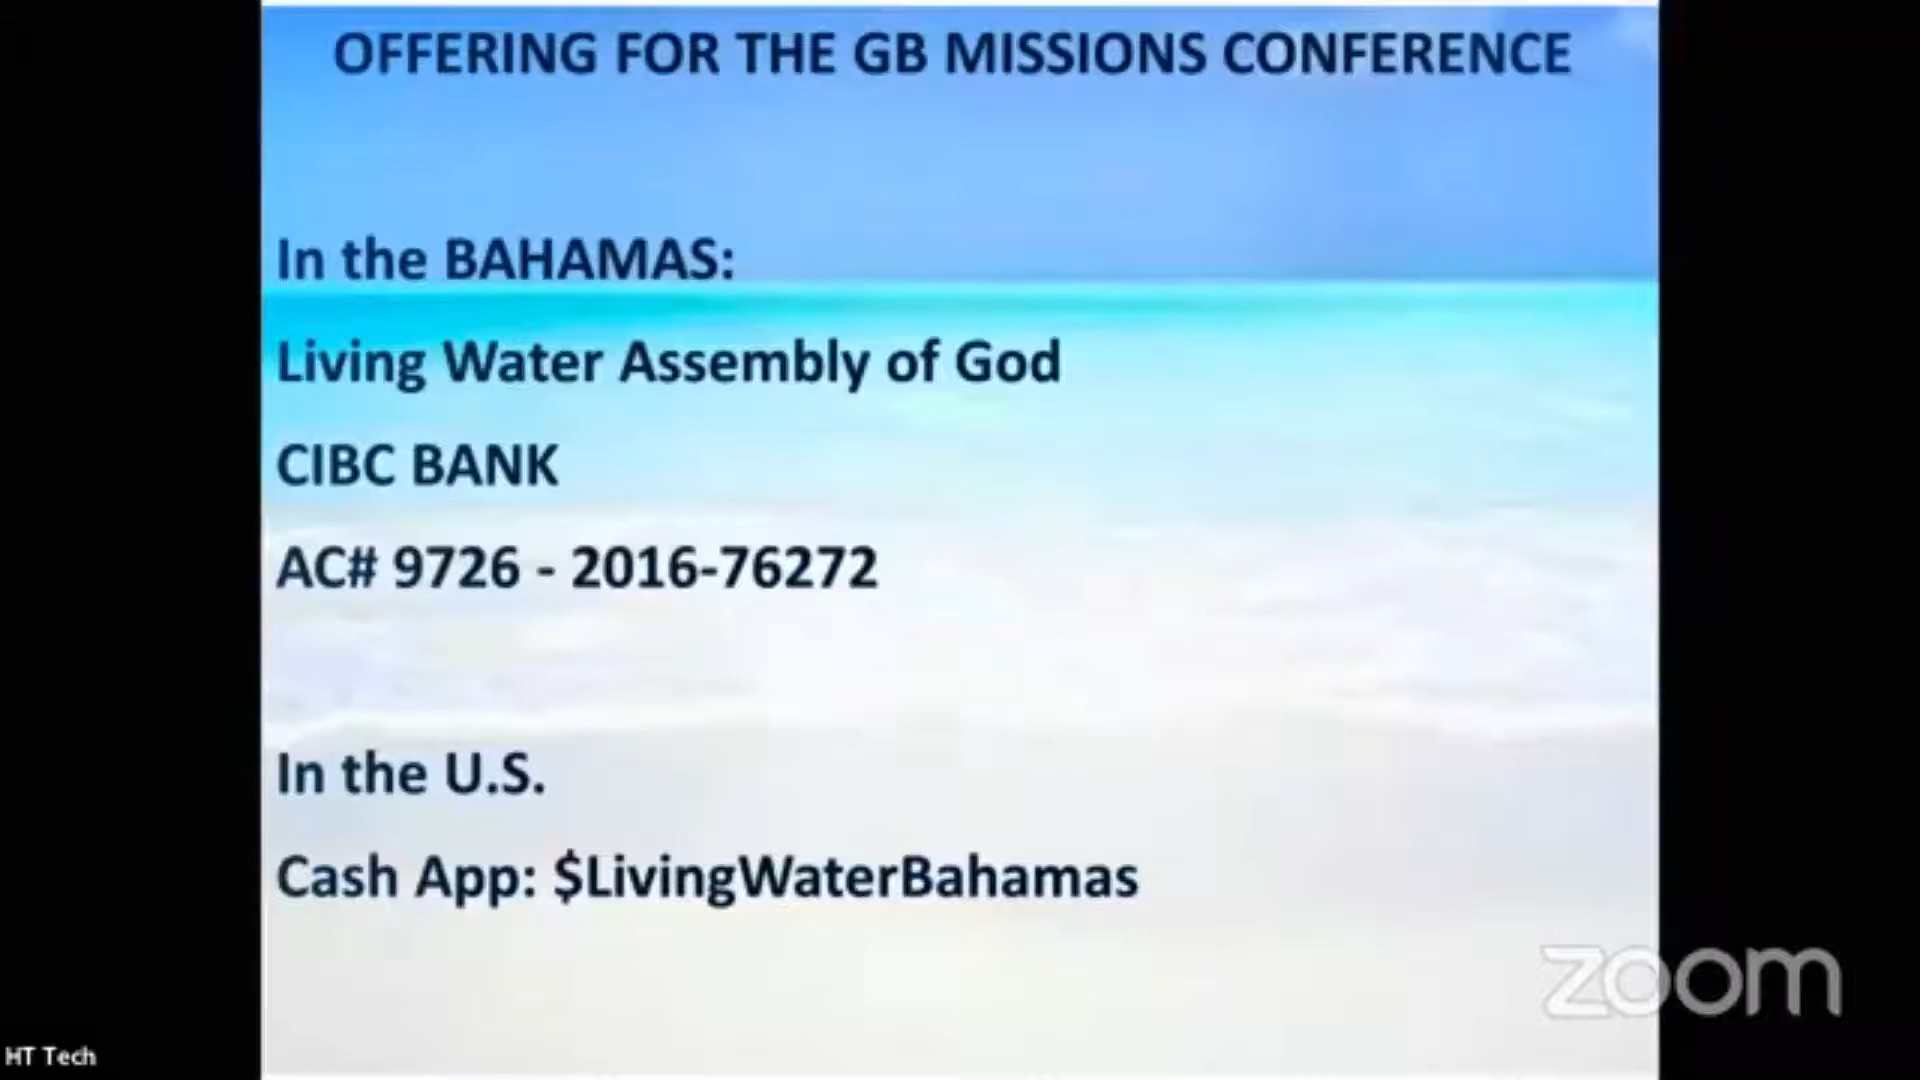 OFFERING FOR THE GB MISSIONS CONFERENCE
In the BAHAMAS:
Living Water Assembly of God
CIBC BANK
AC# 9726 - 2016-76272
In the U.S.
Cash App: $LivingWaterBahamas
zoom
HT Tech